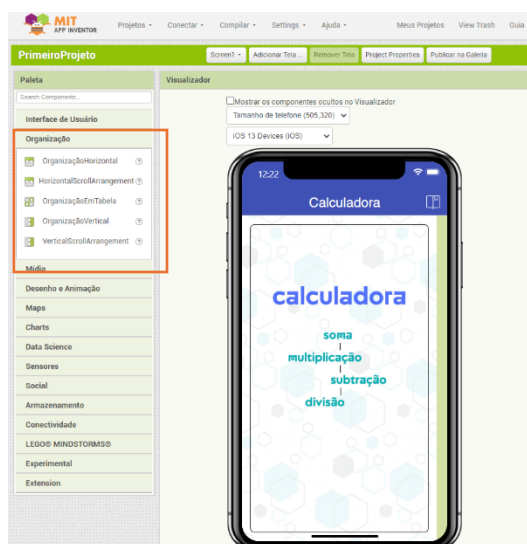 MIT
APP INVENTOR
Projetos Conectar Compilar Settings Ajuda Meus Projetos View Trash Guia
PrimeiroProjeto Screen1 Adicionar Tela ... Remover Tela Project Properties Publicar na Galeria
Paleta Visualizador
Search Components...
Mostrar os componentes ocultos no Visualizador
Interface de Usuário
Tamanho de telefone (505,320)
Organização
iOS 13 Devices (iOS)
OrganizaçãoHorizontal
HorizontalScrollArrangement
OrganizaçãoEmTabela
OrganizaçãoVertical
VerticalScrollArrangement
Mídia
Desenho e Animação
Maps
Charts
Data Science
Sensores
Social
Armazenamento
Conectividade
LEGO® MINDSTORMS®
Experimental
Extension
12:22
Calculadora
calculadora
soma
multiplicação
subtração
divisão